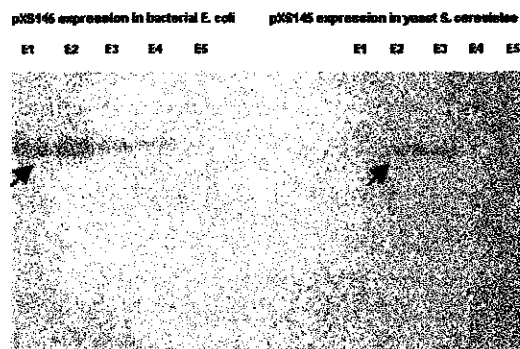 pXS145 expression in bacterial E. coli
pXS145 expression in yeast S. cerevisiae
E1 E2 E3 E4 E5
E1 E2 E3 E4 E5